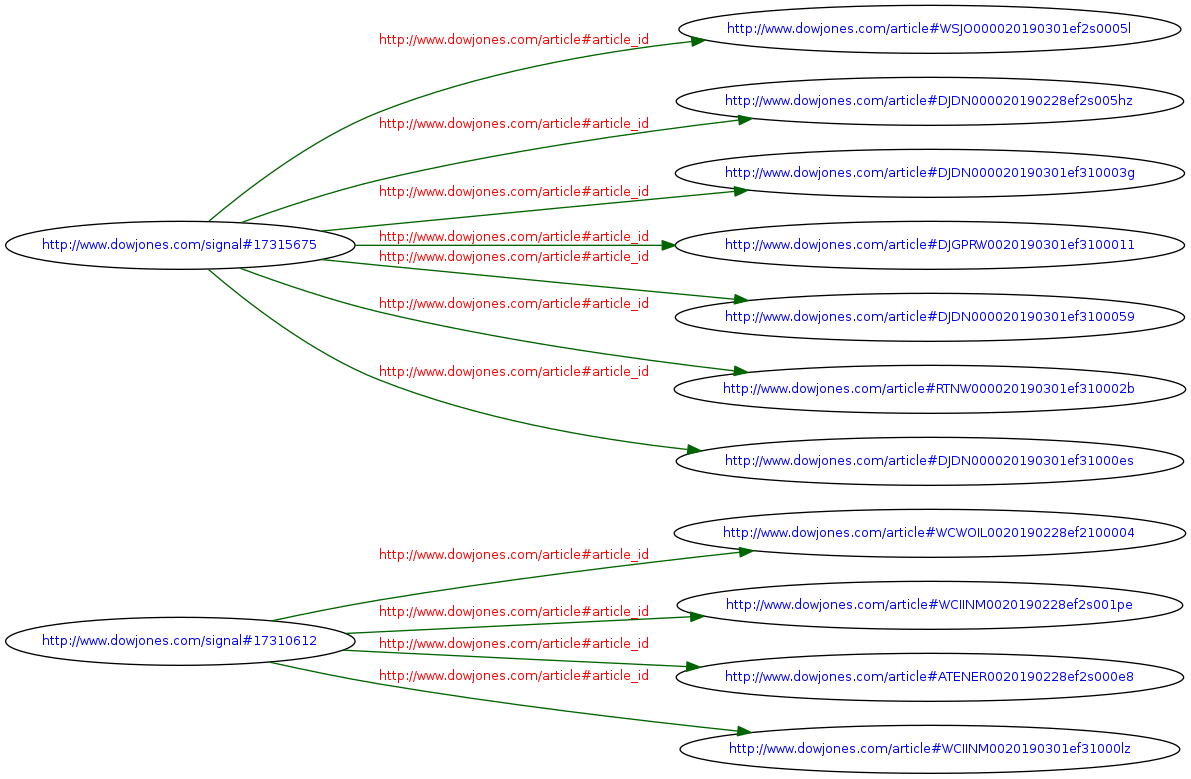 http://www.dowjones.com/article#WSJO000020190301ef2s0005l
http://www.dowjones.com/article#article_id
http://www.dowjones.com/article#DJDN000020190228ef2s005hz
http://www.dowjones.com/article#article_id
http://www.dowjones.com/article#DJDN000020190301ef310003g
http://www.dowjones.com/article#article_id
http://www.dowjones.com/signal#17315675
http://www.dowjones.com/article#article_id
http://www.dowjones.com/article#DJGPRW0020190301ef3100011
http://www.dowjones.com/article#article_id
http://www.dowjones.com/article#DJDN000020190301ef3100059
http://www.dowjones.com/article#article_id
http://www.dowjones.com/article#RTNW000020190301ef310002b
http://www.dowjones.com/article#article_id
http://www.dowjones.com/article#DJDN000020190301ef31000es
http://www.dowjones.com/article#WCWOIL0020190228ef2100004
http://www.dowjones.com/article#article_id
http://www.dowjones.com/article#WCIINM0020190228ef2s001pe
http://www.dowjones.com/article#article_id
http://www.dowjones.com/signal#17310612
http://www.dowjones.com/article#article_id
http://www.dowjones.com/article#ATENER0020190228ef2s000e8
http://www.dowjones.com/article#article_id
http://www.dowjones.com/article#WCIINM0020190301ef31000lz